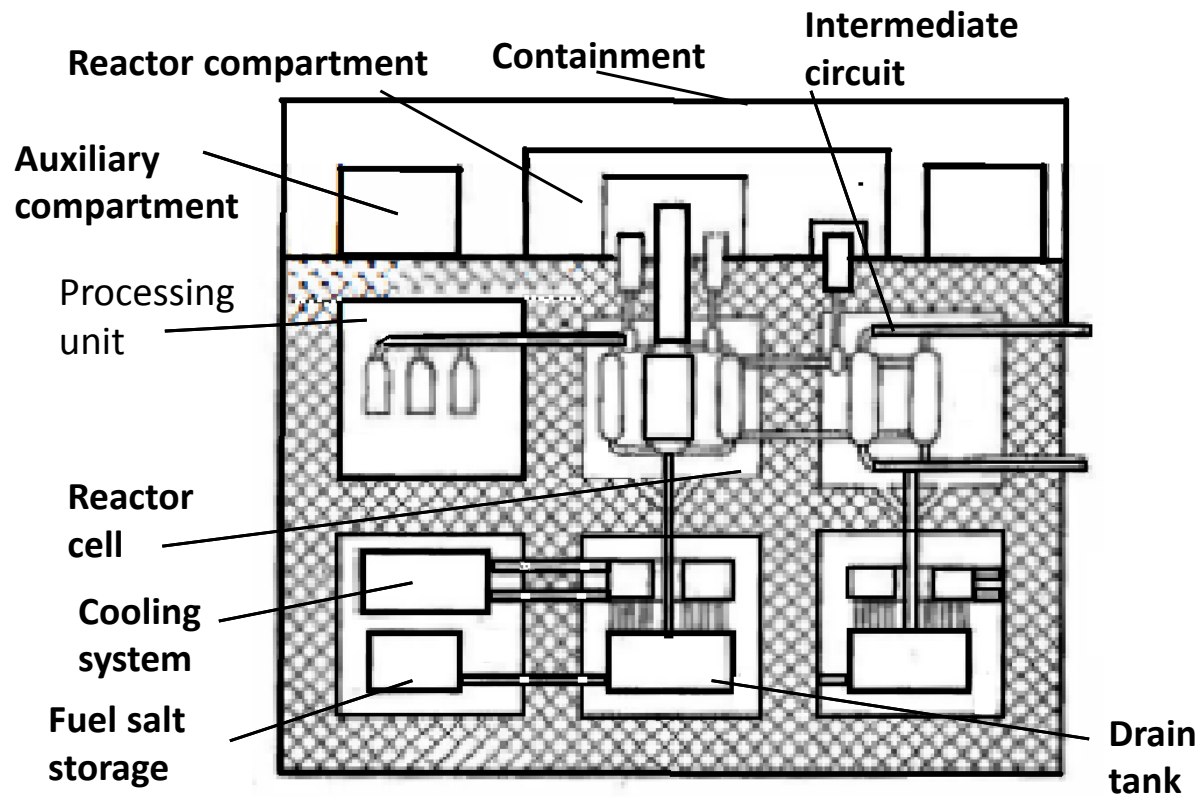 Intermediate
circuit
Containment
Reactor compartment
Auxiliary
compartment
Processing
unit
Reactor
cell
Cooling
system
Fuel salt
storage
Drain
tank